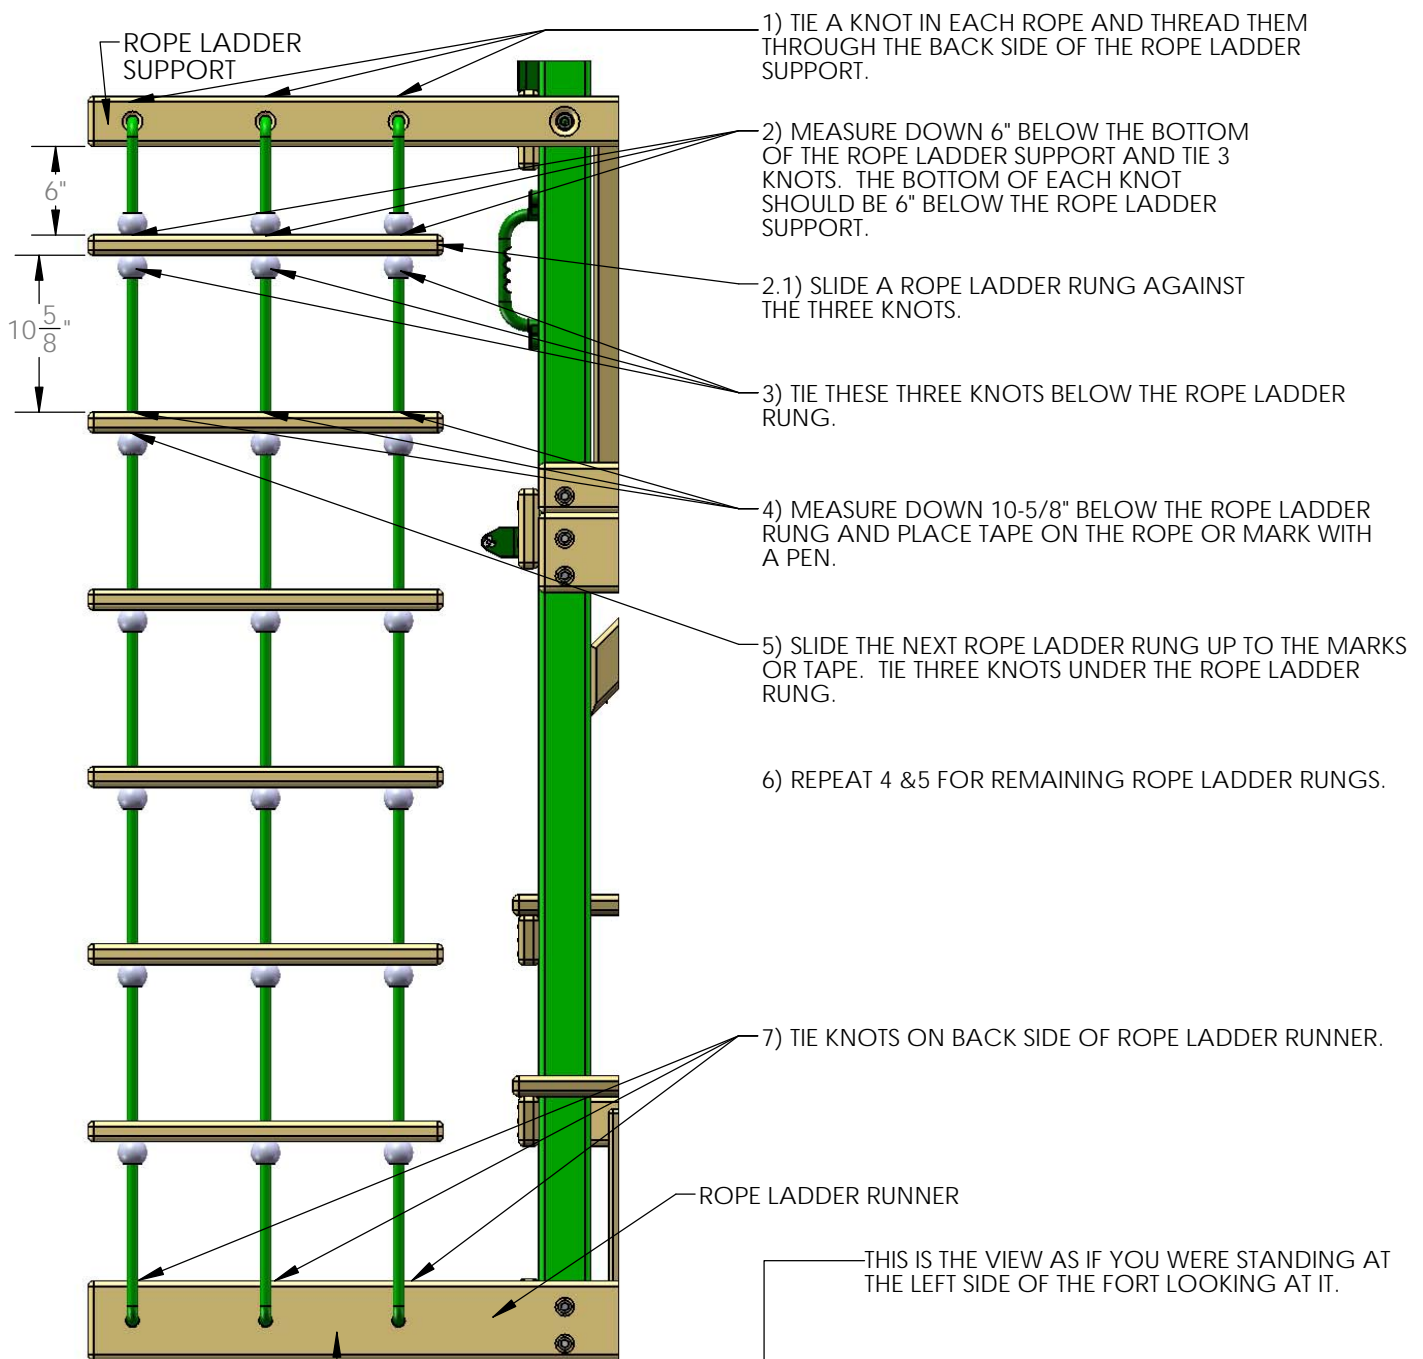 ROPE LADDER
SUPPORT
1) TIE A KNOT IN EACH ROPE AND THREAD THEM
THROUGH THE BACK SIDE OF THE ROPE LADDER
SUPPORT.
2) MEASURE DOWN 6" BELOW THE BOTTOM
OF THE ROPE LADDER SUPPORT AND TIE 3
KNOTS.  THE BOTTOM OF EACH KNOT
SHOULD BE 6" BELOW THE ROPE LADDER
SUPPORT.
6"
2.1) SLIDE A ROPE LADDER RUNG AGAINST
THE THREE KNOTS.
10 5/8"
3) TIE THESE THREE KNOTS BELOW THE ROPE LADDER
RUNG.
4) MEASURE DOWN 10-5/8" BELOW THE ROPE LADDER
RUNG AND PLACE TAPE ON THE ROPE OR MARK WITH
A PEN.
5) SLIDE THE NEXT ROPE LADDER RUNG UP TO THE MARKS
OR TAPE.  TIE THREE KNOTS UNDER THE ROPE LADDER
RUNG.
6) REPEAT 4 &5 FOR REMAINING ROPE LADDER RUNGS.
7) TIE KNOTS ON BACK SIDE OF ROPE LADDER RUNNER.
ROPE LADDER RUNNER
THIS IS THE VIEW AS IF YOU WERE STANDING AT
THE LEFT SIDE OF THE FORT LOOKING AT IT.